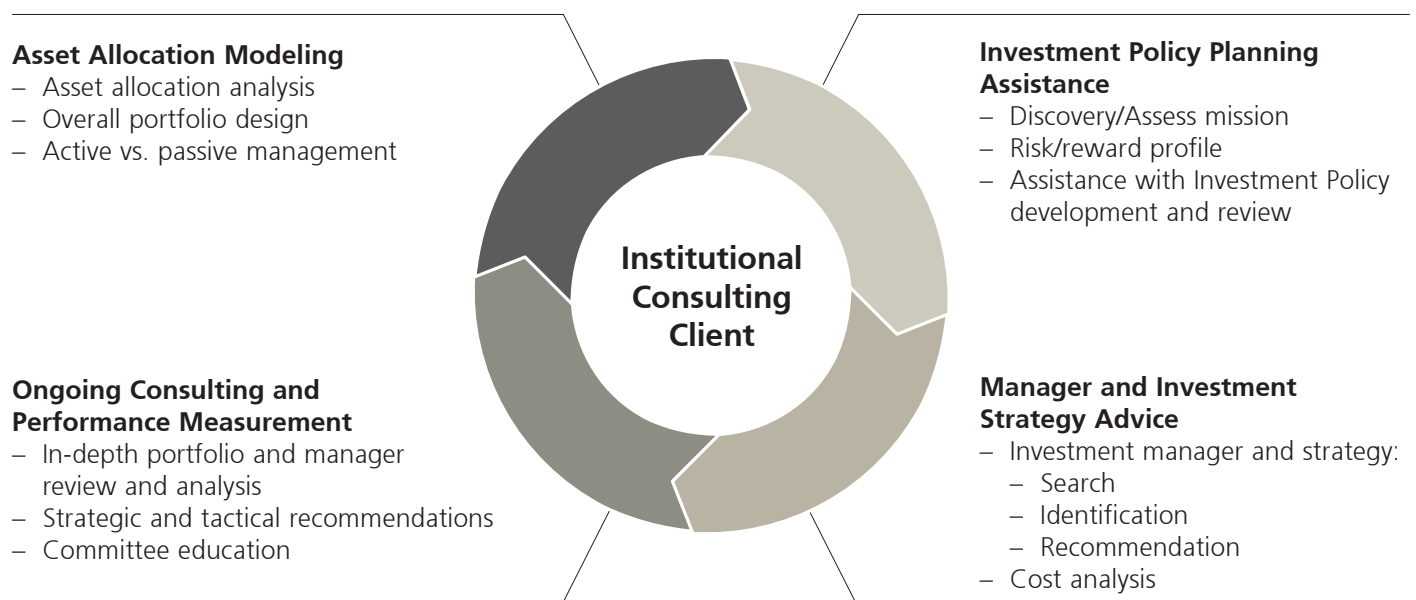 Asset Allocation Modeling
– Asset allocation analysis
– Overall portfolio design
– Active vs. passive management
Investment Policy Planning
Assistance
– Discovery/Assess mission
– Risk/reward profile
– Assistance with Investment Policy
development and review
Institutional
Consulting
Client
Ongoing Consulting and
Performance Measurement
– In-depth portfolio and manager
review and analysis
– Strategic and tactical recommendations
– Committee education
Manager and Investment
Strategy Advice
– Investment manager and strategy:
– Search
– Identification
– Recommendation
– Cost analysis